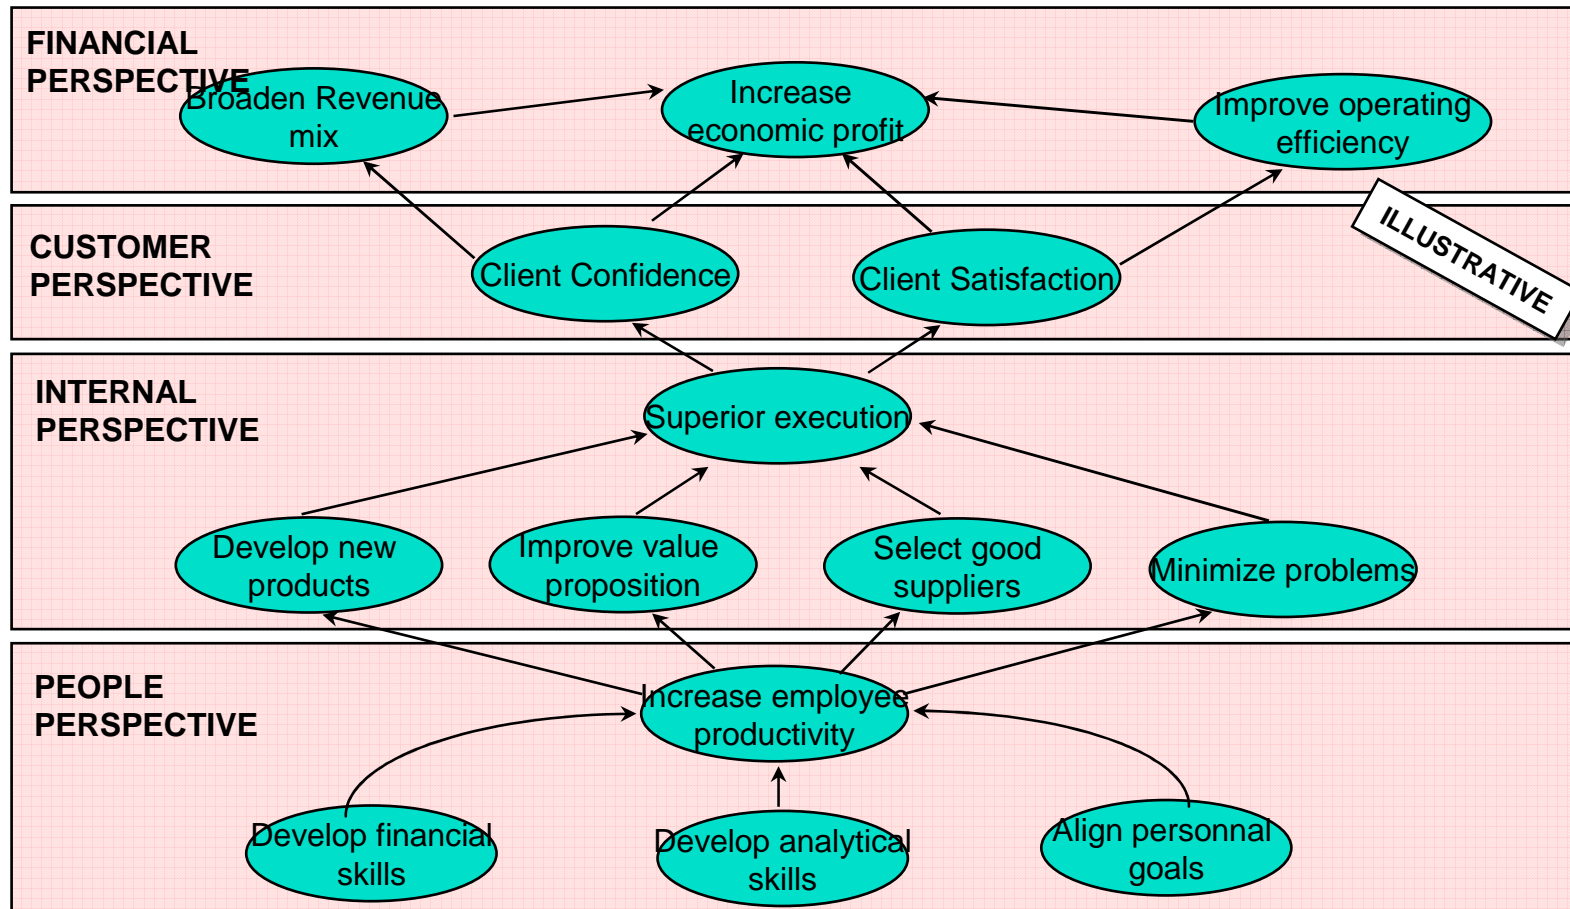 FINANCIAL
PERSPECTIVE
Broaden Revenue
mix
Increase
economic profit
Improve operating
efficiency
CUSTOMER
PERSPECTIVE
Client Confidence
Client Satisfaction
ILLUSTRATIVE
INTERNAL
PERSPECTIVE
Superior execution
Develop new
products
Improve value
proposition
Select good
suppliers
Minimize problems
PEOPLE
PERSPECTIVE
Increase employee
productivity
Develop financial
skills
Develop analytical
skills
Align personnal
goals